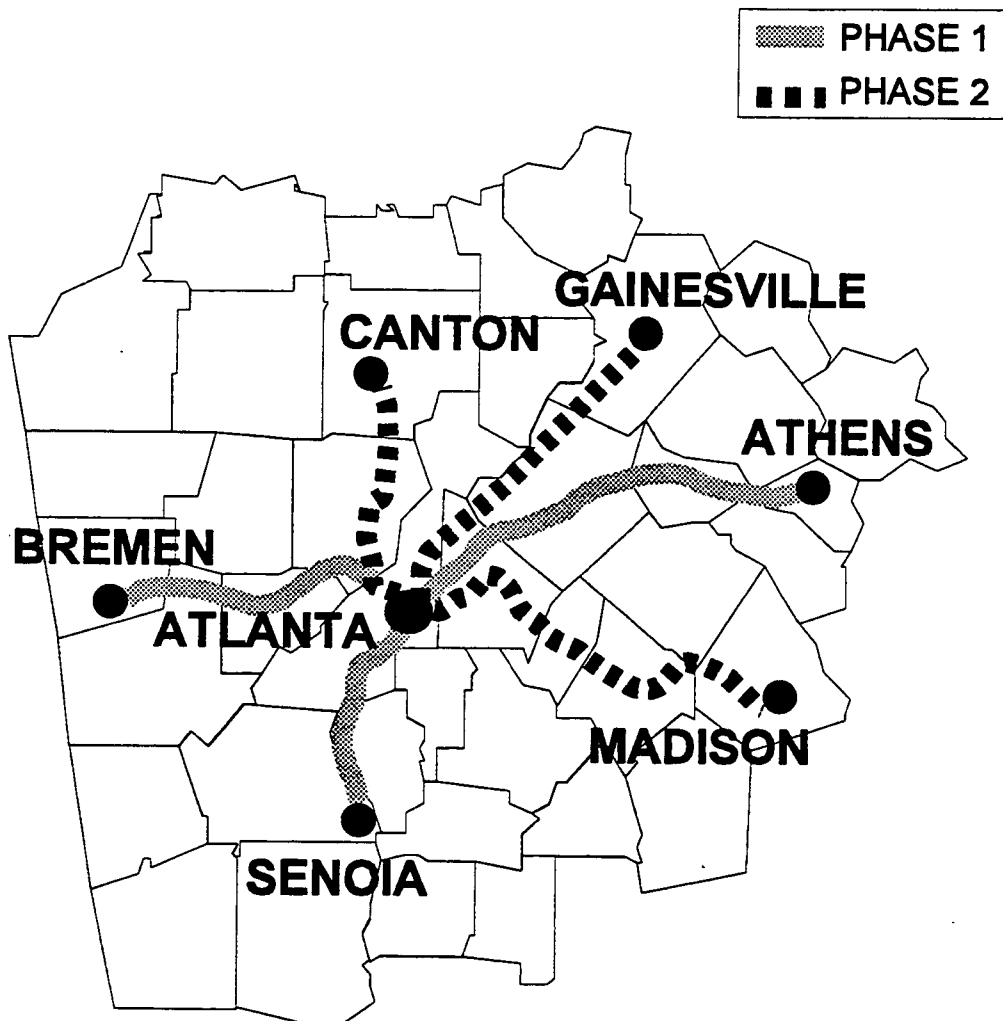 PHASE 1
PHASE 2
GAINESVILLE
CANTON
ATHENS
BREMEN
ATLANTA
MADISON
SENOIA